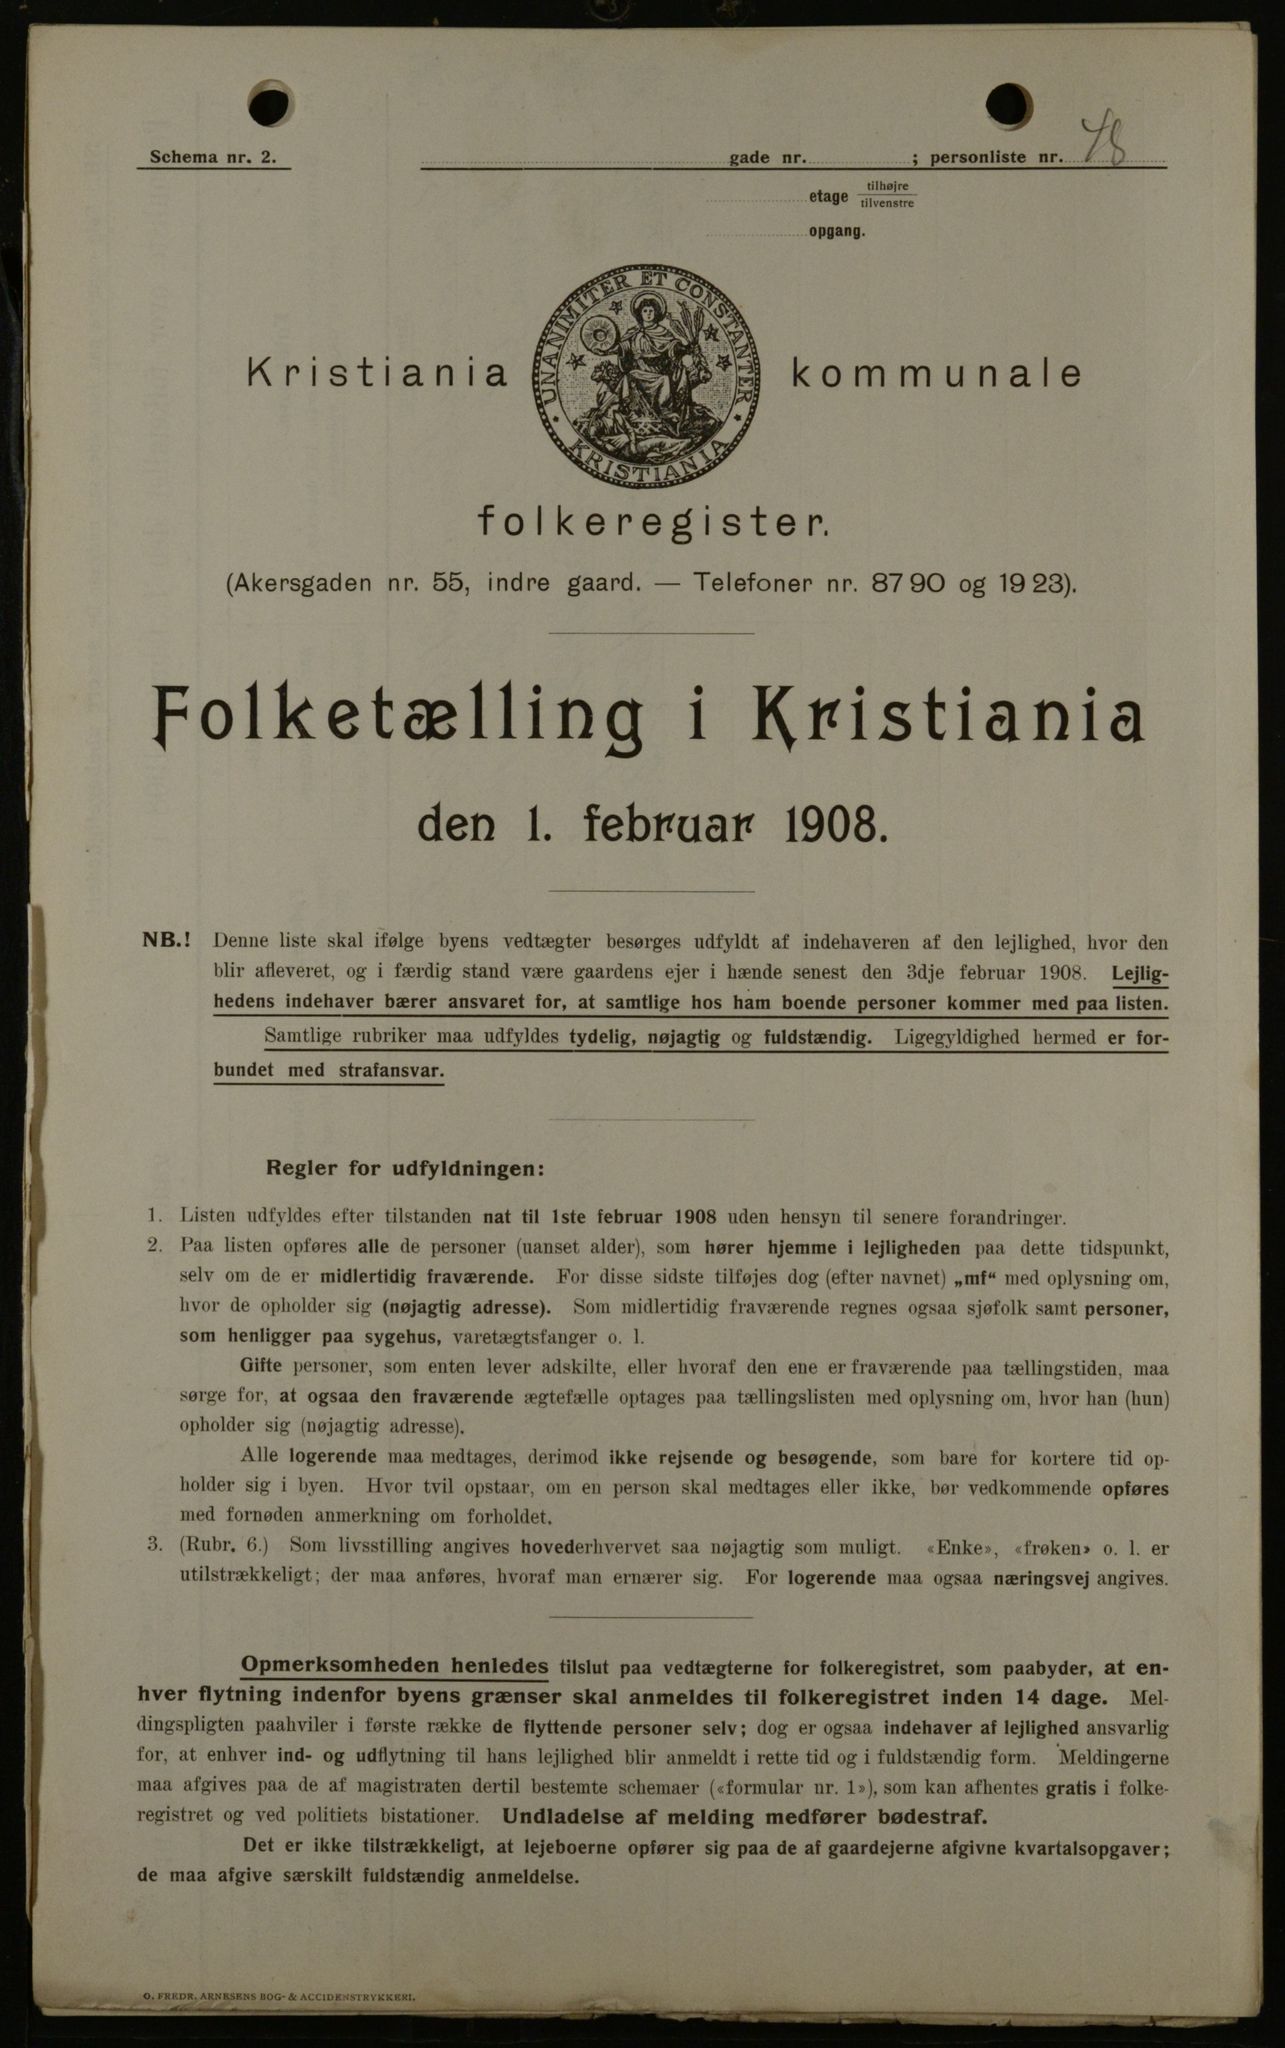 Schema nr. 2. gade nr. ; personliste nr. 48
etage tilhøjre
tilvenstre
opgang.
UNANIMITER ET CONSTANTER
KRISTIANIA
Kristiania kommunale
folkeregister.
(Akersgaden nr. 55, indre gaard. — Telefoner nr. 8790 og 1923).
Folketælling i Kristiania
den 1. februar 1908.
NB.! Denne liste skal ifølge byens vedtægter besørges udfyldt af indehaveren af den lejlighed, hvor den
blir afleveret, og i færdig stand være gaardens ejer i hænde senest den 3dje februar 1908. Lejlig-
hedens indehaver bærer ansvaret for, at samtlige hos ham boende personer kommer med paa listen.
Samtlige rubriker maa udfyldes tydelig, nøjagtig og fuldstændig. Ligegyldighed hermed er for-
bundet med strafansvar.
Regler for udfyldningen:
1. Listen udfyldes efter tilstanden nat til 1ste februar 1908 uden hensyn til senere forandringer.
2. Paa listen opføres alle de personer (uanset alder), som hører hjemme i lejligheden paa dette tidspunkt,
selv om de er midlertidig fraværende. For disse sidste tilføjes dog (efter navnet) „mf“ med oplysning om,
hvor de opholder sig (nøjagtig adresse). Som midlertidig fraværende regnes ogsaa sjøfolk samt personer,
som henligger paa sygehus, varetægtsfanger o. l.
Gifte personer, som enten lever adskilte, eller hvoraf den ene er fraværende paa tællingstiden, maa
sørge for, at ogsaa den fraværende ægtefælle optages paa tællingslisten med oplysning om, hvor han (hun)
opholder sig (nøjagtig adresse).
Alle logerende maa medtages, derimod ikke rejsende og besøgende, som bare for kortere tid op-
holder sig i byen. Hvor tvil opstaar, om en person skal medtages eller ikke, bør vedkommende opføres
med fornøden anmerkning om forholdet.
3. (Rubr. 6.) Som livsstilling angives hovederhvervet saa nøjagtig som muligt. «Enke», «frøken» o. l. er
utilstrækkeligt; der maa anføres, hvoraf man ernærer sig. For logerende maa ogsaa næringsvej angives.
Opmerksomheden henledes tilslut paa vedtægterne for folkeregistret, som paabyder, at en-
hver flytning indenfor byens grænser skal anmeldes til folkeregistret inden 14 dage. Mel-
dingspligten paahviler i første række de flyttende personer selv; dog er ogsaa indehaver af lejlighed ansvarlig
for, at enhver ind- og udflytning til hans lejlighed blir anmeldt i rette tid og i fuldstændig form. Meldingerne
maa afgives paa de af magistraten dertil bestemte schemaer («formular nr. 1»), som kan afhentes gratis i folke-
registret og ved politiets bistationer. Undladelse af melding medfører bødestraf.
Det er ikke tilstrækkeligt, at lejeboerne opfører sig paa de af gaardejerne afgivne kvartalsopgaver;
de maa afgive særskilt fuldstændig anmeldelse.
O. FREDR. ARNESENS BOG- & ACCIDENSTRYKKERI.